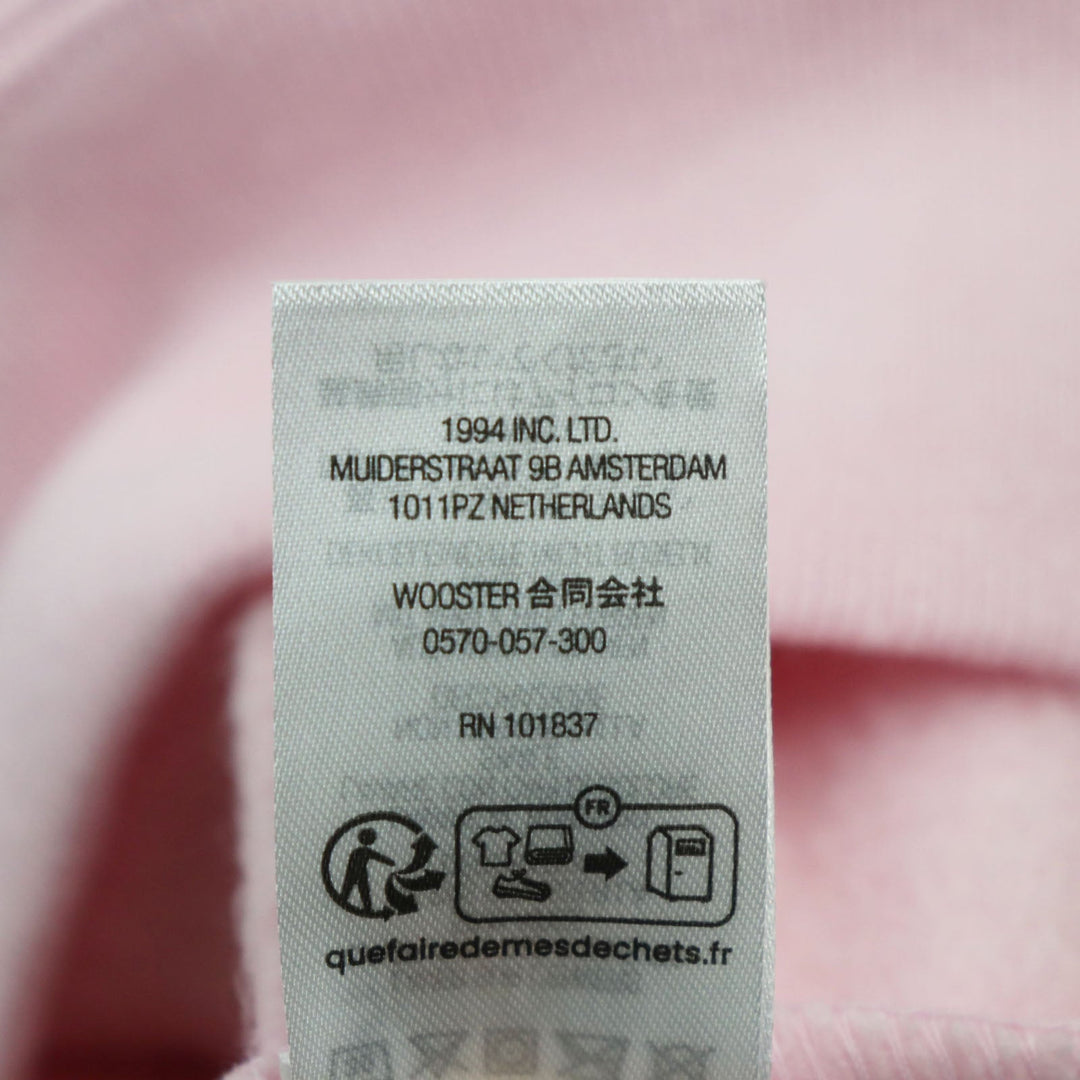 1994 INC. LTD.
MUIDERSTRAAT 9B AMSTERDAM
1011PZ NETHERLANDS
WOOSTER 合同会社
0570-057-300
RN 101837
FR
quefairedemesdechets.fr